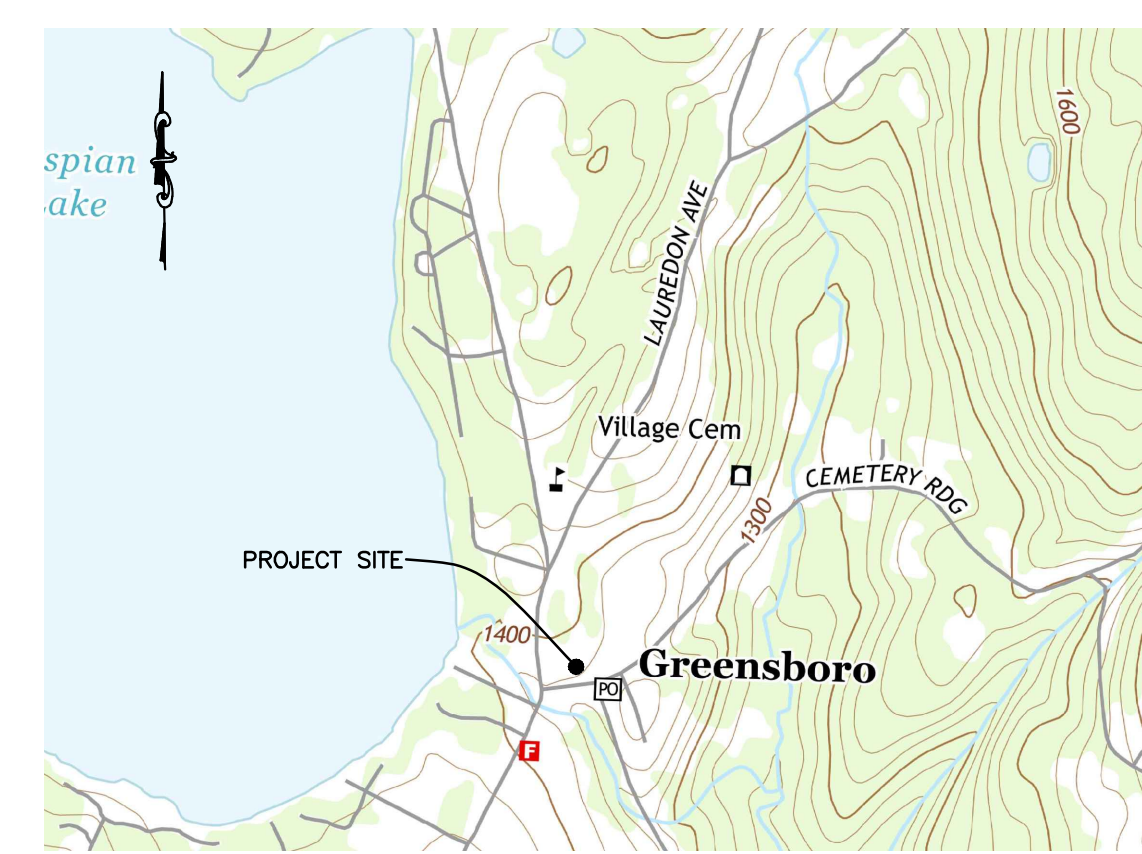 1600
spian
ake
LAUREDON AVE
Village Cem
CEMETERY RDG
1300
PROJECT SITE
1400
Greensboro
PO
F